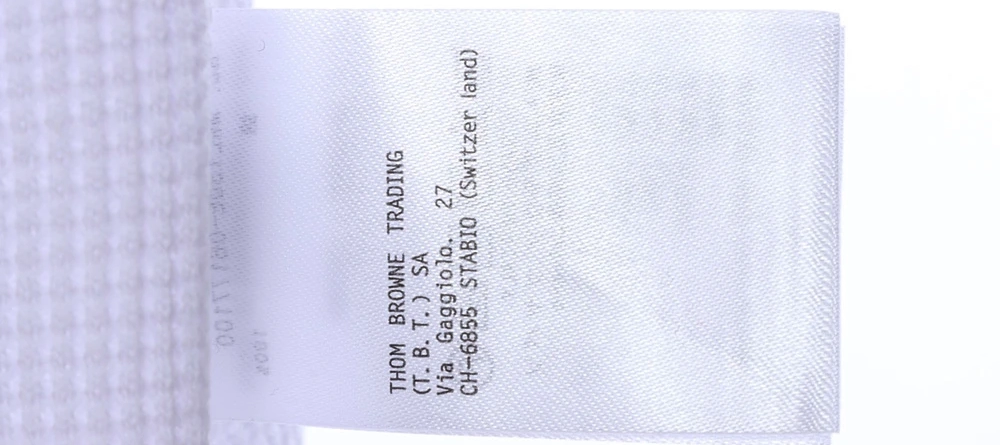 THOM BROWNE TRADING
(T. B. T.) SA
Via Gaggiolo. 27
CH-6855 STABIO (Switzer land)